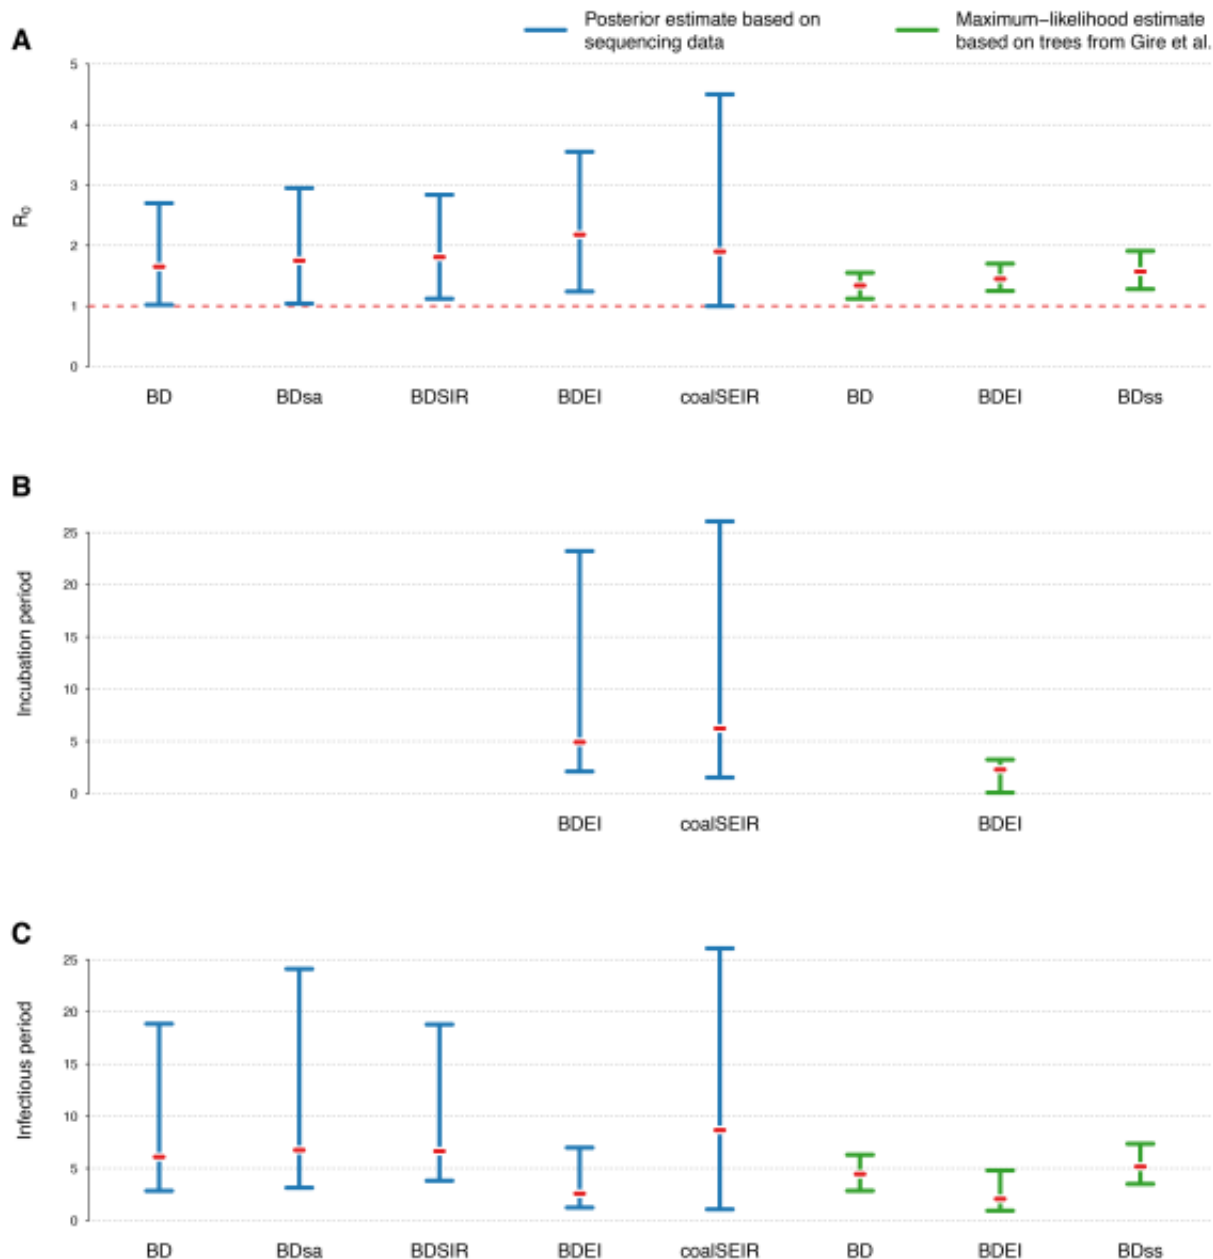 A
Posterior estimate based on
sequencing data
Maximum−likelihood estimate
based on trees from Gire et al.
5
4
3
2
1
0
R0
BD BDsa BDSIR BDEI coalSEIR BD BDEI BDss
B
25
20
15
10
5
0
Incubation period
BDEI coalSEIR BDEI
C
25
20
15
10
5
0
Infectious period
BD BDsa BDSIR BDEI coalSEIR BD BDEI BDss